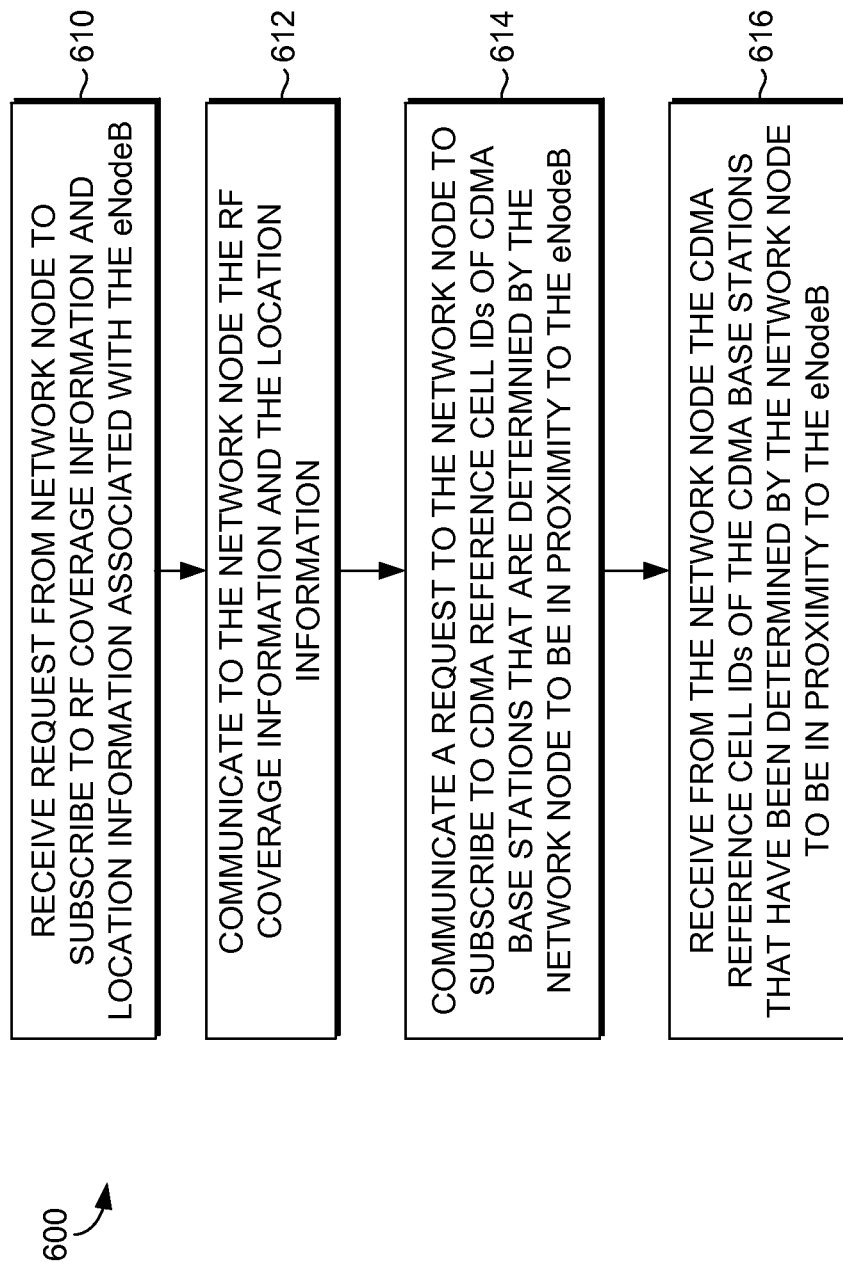 600
RECEIVE REQUEST FROM NETWORK NODE TO
SUBSCRIBE TO RF COVERAGE INFORMATION AND
LOCATION INFORMATION ASSOCIATED WITH THE eNodeB
610
COMMUNICATE TO THE NETWORK NODE THE RF
COVERAGE INFORMATION AND THE LOCATION
INFORMATION
612
COMMUNICATE A REQUEST TO THE NETWORK NODE TO
SUBSCRIBE TO CDMA REFERENCE CELL IDs OF CDMA
BASE STATIONS THAT ARE DETERMNIED BY THE
NETWORK NODE TO BE IN PROXIMITY TO THE eNodeB
614
RECEIVE FROM THE NETWORK NODE THE CDMA
REFERENCE CELL IDs OF THE CDMA BASE STATIONS
THAT HAVE BEEN DETERMINED BY THE NETWORK NODE
TO BE IN PROXIMITY TO THE eNodeB
616